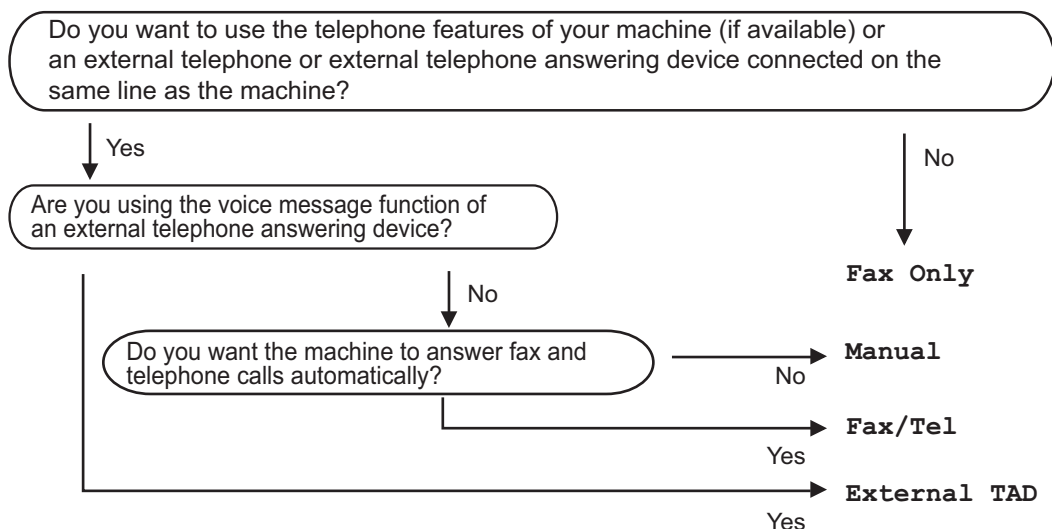 Do you want to use the telephone features of your machine (if available) or
an external telephone or external telephone answering device connected on the
same line as the machine?
Yes
No
Are you using the voice message function of
an external telephone answering device?
Fax Only
No
Do you want the machine to answer fax and
telephone calls automatically?
Manual
No
Fax/Tel
Yes
External TAD
Yes